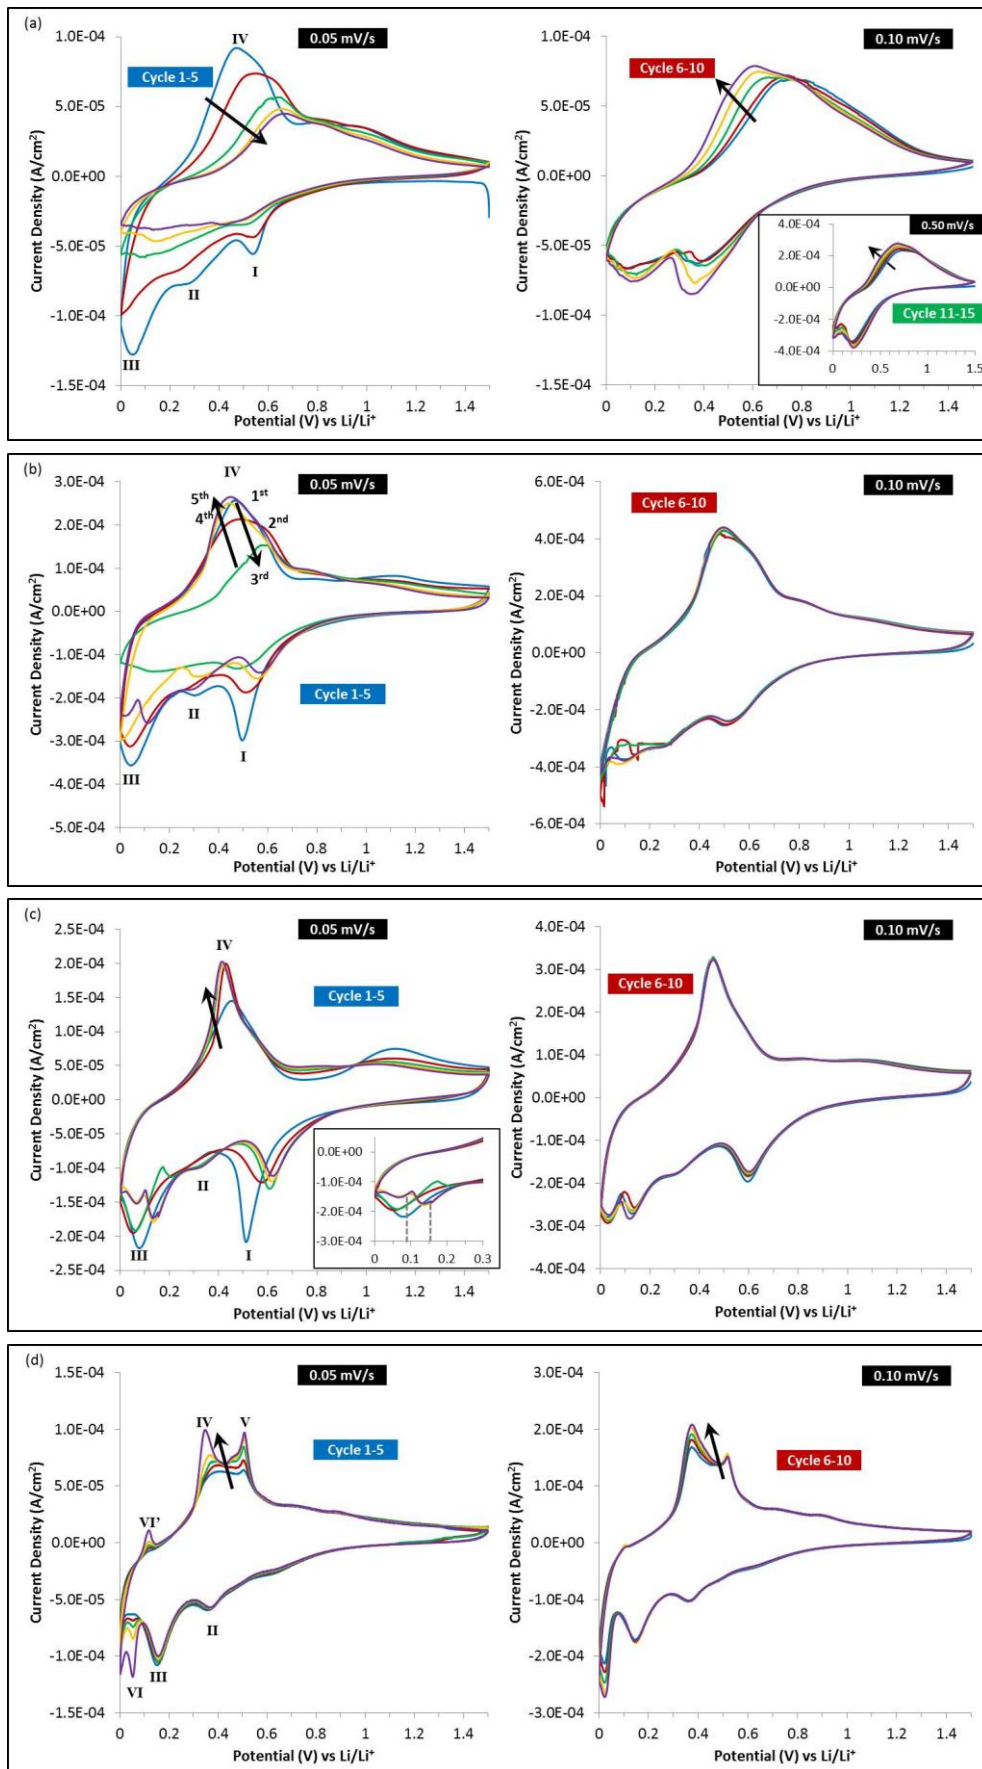 (a)
0.05 mV/s
0.10 mV/s
IV
Cycle 1-5
Cycle 6-10
1.0E-04
5.0E-05
0.0E+00
-5.0E-05
-1.0E-04
-1.5E-04
Current Density (A/cm²)
I
II
III
0 0.2 0.4 0.6 0.8 1 1.2 1.4
Potential (V) vs Li/Li⁺
1.0E-04
5.0E-05
0.0E+00
-5.0E-05
-1.0E-04
-1.5E-04
Current Density (A/cm²)
0 0.2 0.4 0.6 0.8 1 1.2 1.4
Potential (V) vs Li/Li⁺
0.50 mV/s
4.0E-04
2.0E-04
0.0E+00
-2.0E-04
-4.0E-04
Cycle 11-15
0 0.5 1 1.5
(b)
0.05 mV/s
0.10 mV/s
IV
5th
4th
1st
2nd
3rd
Cycle 1-5
Cycle 6-10
3.0E-04
2.0E-04
1.0E-04
0.0E+00
-1.0E-04
-2.0E-04
-3.0E-04
-4.0E-04
-5.0E-04
Current Density (A/cm²)
II
I
III
0 0.2 0.4 0.6 0.8 1 1.2 1.4
Potential (V) vs Li/Li⁺
6.0E-04
4.0E-04
2.0E-04
0.0E+00
-2.0E-04
-4.0E-04
-6.0E-04
Current Density (A/cm²)
0 0.2 0.4 0.6 0.8 1 1.2 1.4
Potential (V) vs Li/Li⁺
(c)
0.05 mV/s
0.10 mV/s
IV
Cycle 1-5
Cycle 6-10
2.5E-04
2.0E-04
1.5E-04
1.0E-04
5.0E-05
0.0E+00
-5.0E-05
-1.0E-04
-1.5E-04
-2.0E-04
-2.5E-04
Current Density (A/cm²)
II
III
I
0.0E+00
-1.0E-04
-2.0E-04
-3.0E-04
0 0.1 0.2 0.3
0 0.2 0.4 0.6 0.8 1 1.2 1.4
Potential (V) vs Li/Li⁺
4.0E-04
3.0E-04
2.0E-04
1.0E-04
0.0E+00
-1.0E-04
-2.0E-04
-3.0E-04
-4.0E-04
Current Density (A/cm²)
0 0.2 0.4 0.6 0.8 1 1.2 1.4
Potential (V) vs Li/Li⁺
(d)
0.05 mV/s
0.10 mV/s
IV
V
VI'
Cycle 1-5
Cycle 6-10
1.5E-04
1.0E-04
5.0E-05
0.0E+00
-5.0E-05
-1.0E-04
-1.5E-04
Current Density (A/cm²)
II
III
VI
0 0.2 0.4 0.6 0.8 1 1.2 1.4
Potential (V) vs Li/Li⁺
3.0E-04
2.0E-04
1.0E-04
0.0E+00
-1.0E-04
-2.0E-04
-3.0E-04
Current Density (A/cm²)
0 0.2 0.4 0.6 0.8 1 1.2 1.4
Potential (V) vs Li/Li⁺